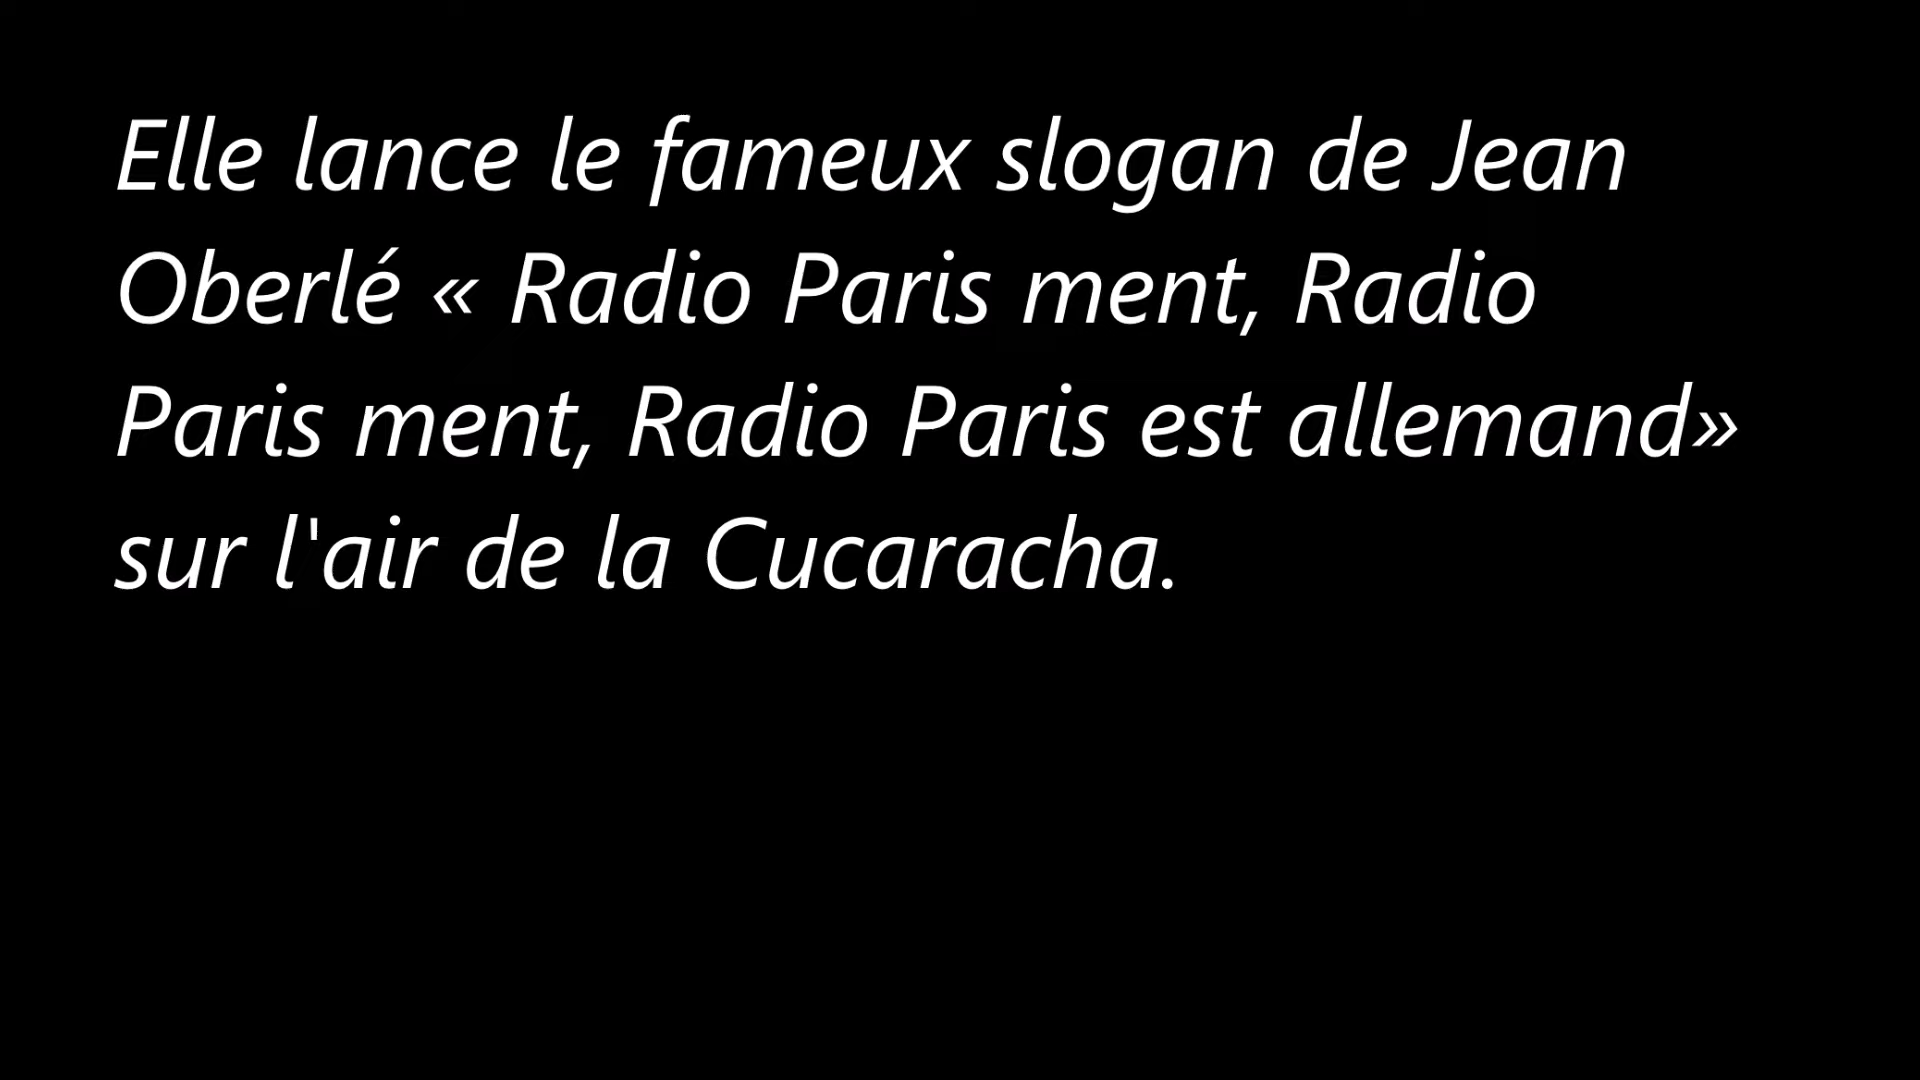 Elle lance le fameux slogan de Jean
Oberlé « Radio Paris ment, Radio
Paris ment, Radio Paris est allemand»
sur l'air de la Cucaracha.